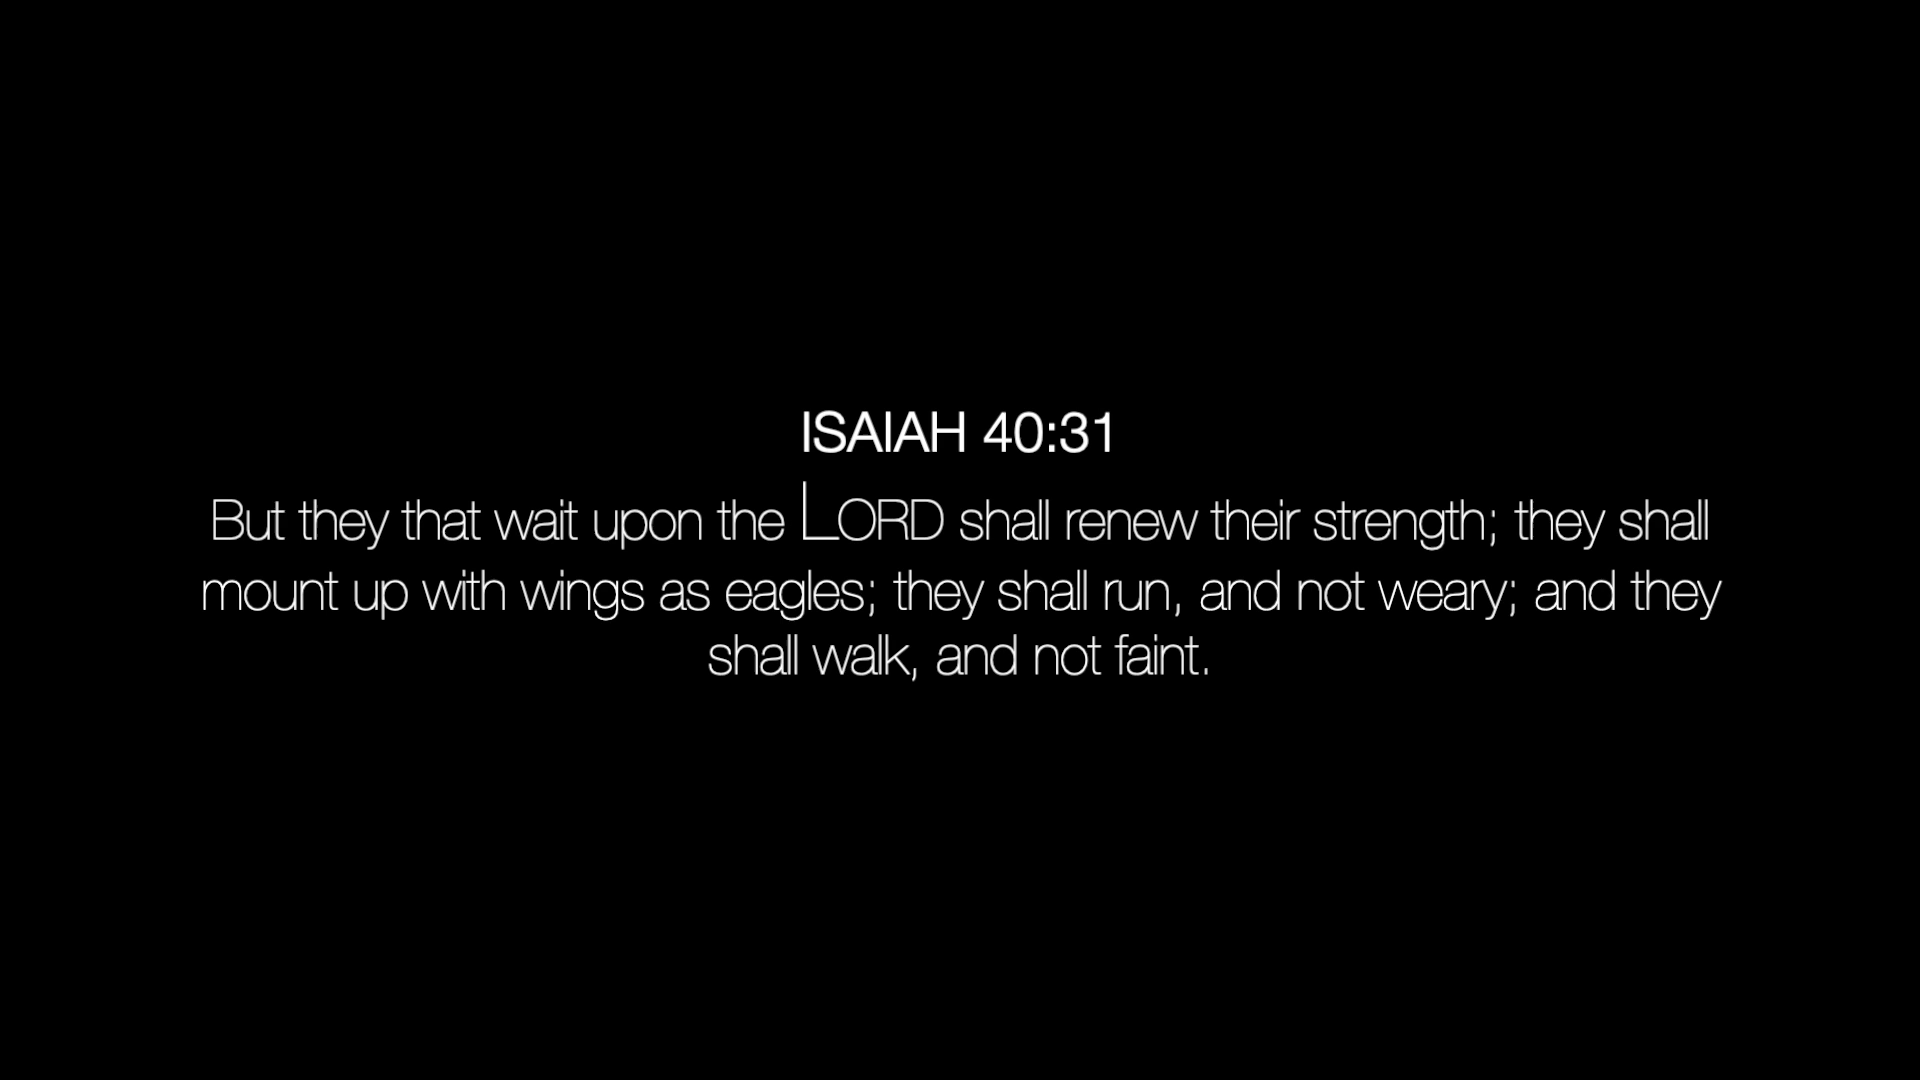 ISAIAH 40:31
But they that wait upon the LORD shall renew their strength; they shall
mount up with wings as eagles; they shall run, and not weary; and they
shall walk, and not faint.